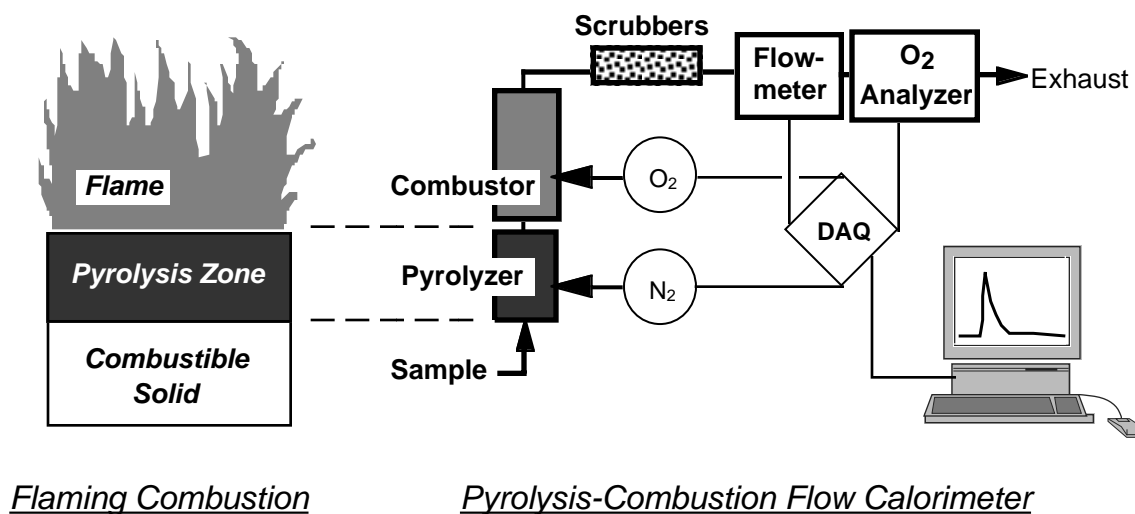 Scrubbers
Flow-
meter
O2
Analyzer
Exhaust
Flame
Combustor
O2
DAQ
Pyrolysis Zone
Pyrolyzer
N2
Combustible
Solid
Sample
Flaming Combustion
Pyrolysis-Combustion Flow Calorimeter